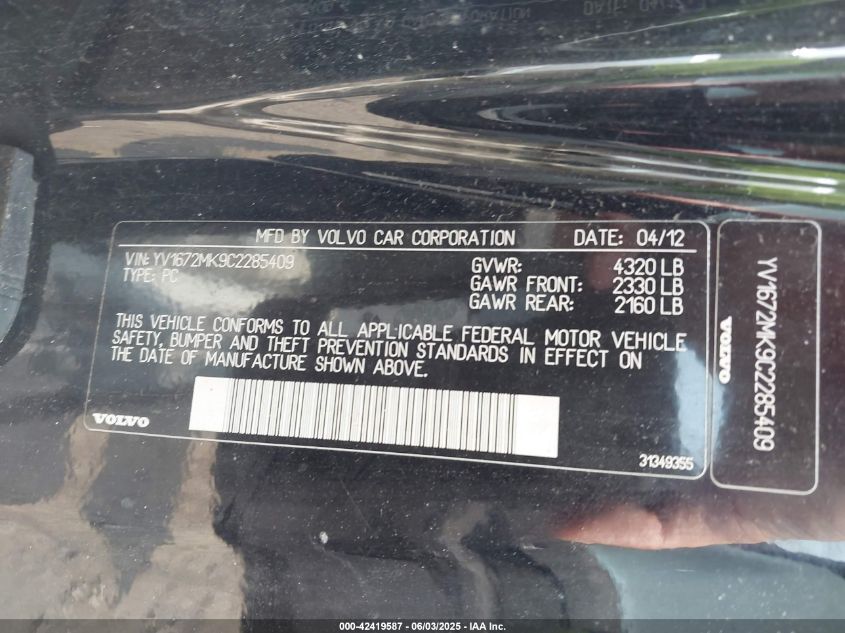 MFD BY VOLVO CAR CORPORATION DATE: 04/12
VIN: YV1672MK9C2285409
TYPE: PC
GVWR: 4320 LB
GAWR FRONT: 2330 LB
GAWR REAR: 2160 LB
THIS VEHICLE CONFORMS TO ALL APPLICABLE FEDERAL MOTOR VEHICLE
SAFETY, BUMPER AND THEFT PREVENTION STANDARDS IN EFFECT ON
THE DATE OF MANUFACTURE SHOWN ABOVE.
VOLVO
31349355
VOLVO
YV1672MK9C2285409
000-42419587 - 06/03/2025 - IAA Inc.